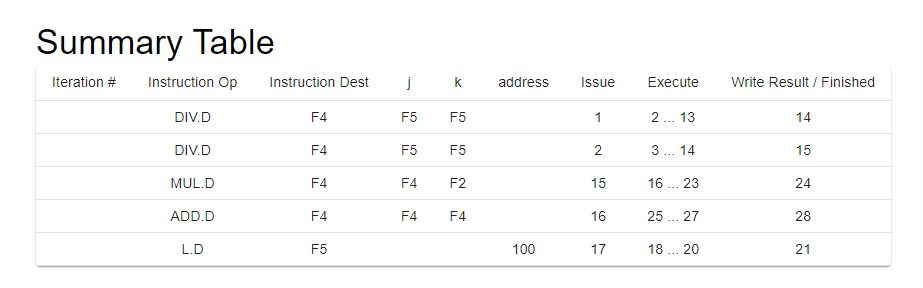 Summary Table
Iteration # Instruction Op Instruction Dest j k address Issue Execute Write Result / Finished
DIV.D F4 F5 F5 1 2 ... 13 14
DIV.D F4 F5 F5 2 3 ... 14 15
MUL.D F4 F4 F2 15 16 ... 23 24
ADD.D F4 F4 F4 16 25 ... 27 28
L.D F5 100 17 18 ... 20 21